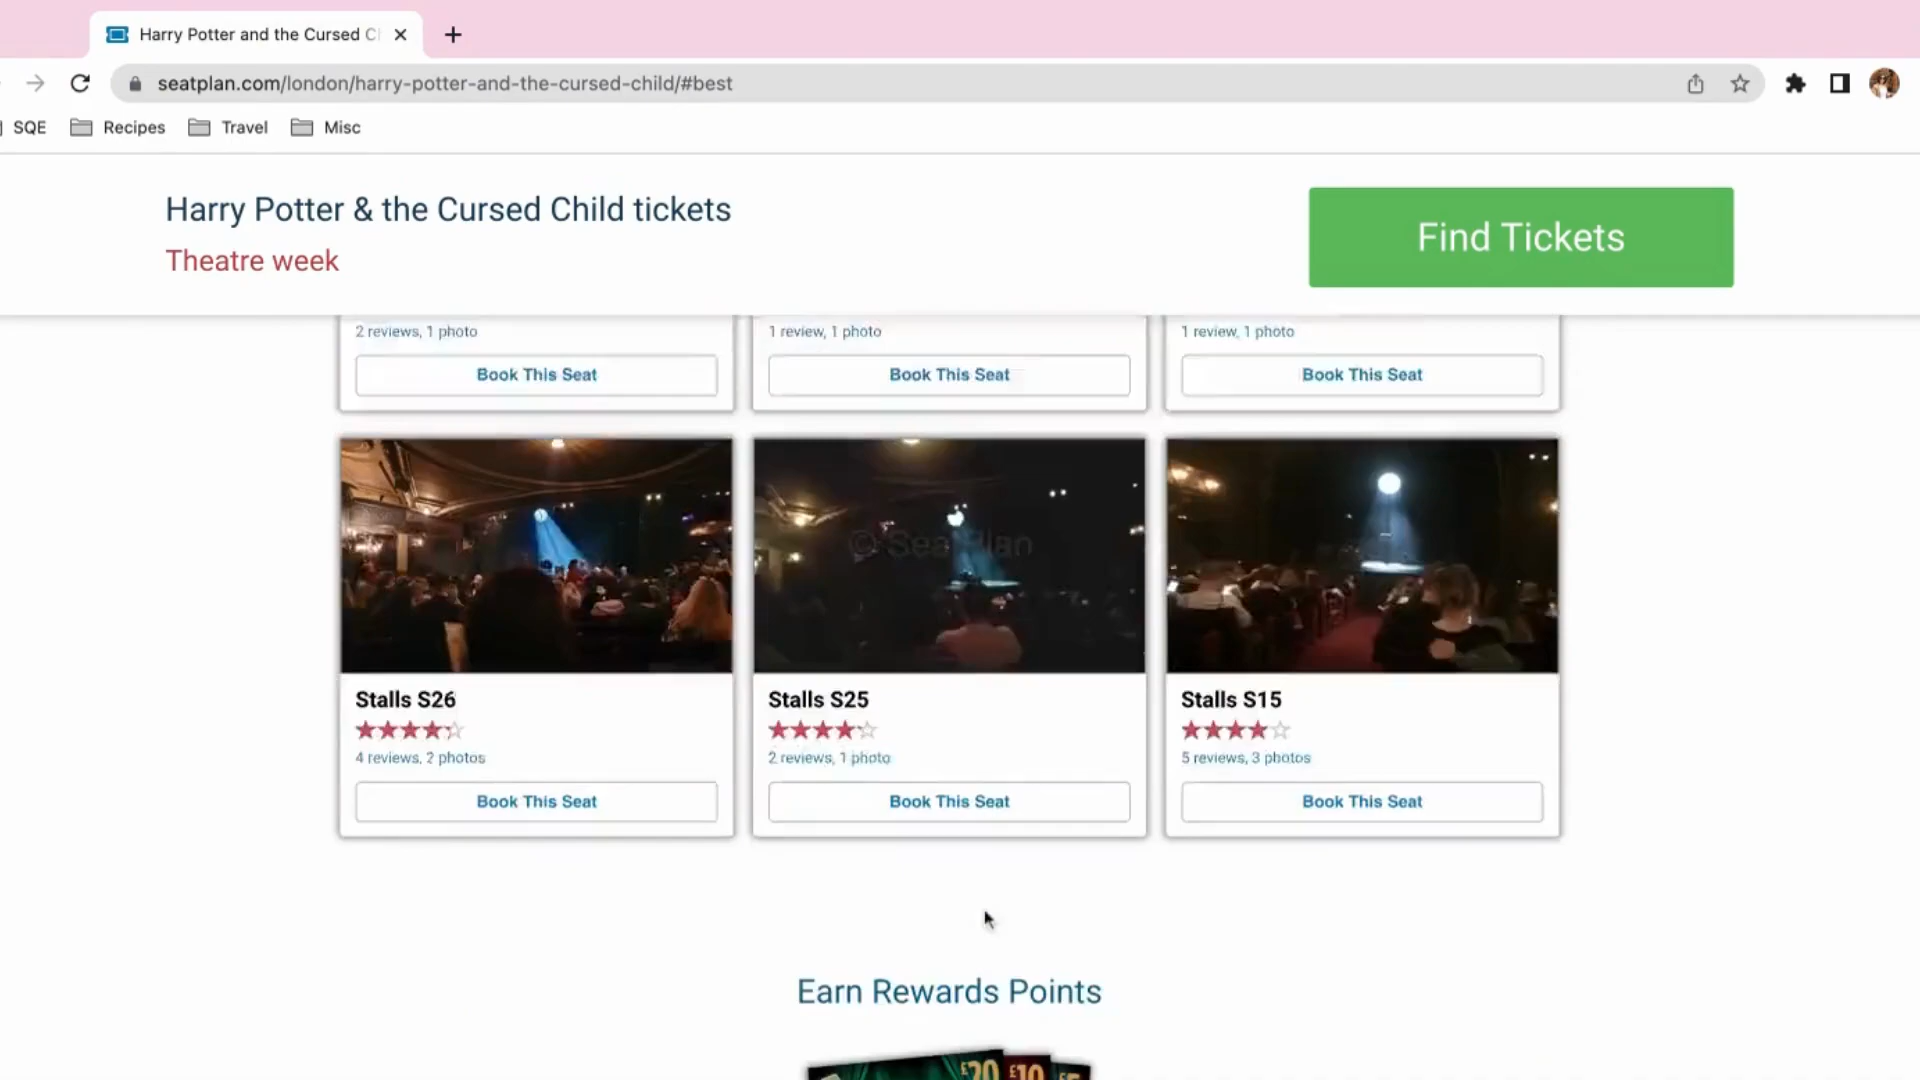 Harry Potter and the Cursed C
seatplan.com/london/harry-potter-and-the-cursed-child/#best
SQE
Recipes
Travel
Misc
Harry Potter & the Cursed Child tickets
Theatre week
Find Tickets
2 reviews, 1 photo
1 review, 1 photo
1 review, 1 photo
Book This Seat
Book This Seat
Book This Seat
© SeatPlan
Stalls S26
Stalls S25
Stalls S15
4 reviews, 2 photos
2 reviews, 1 photo
5 reviews, 3 photos
Book This Seat
Book This Seat
Book This Seat
Earn Rewards Points
£20 £10 £5